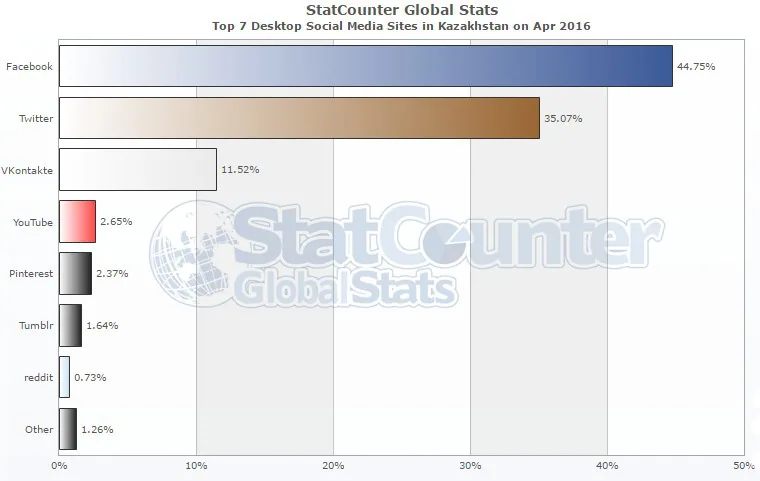 StatCounter Global Stats
Top 7 Desktop Social Media Sites in Kazakhstan on Apr 2016
Facebook 44.75%
Twitter 35.07%
VKontakte 11.52%
YouTube 2.65%
StatCounter
Pinterest 2.37%
GlobalStats
Tumblr 1.64%
reddit 0.73%
Other 1.26%
0% 10% 20% 30% 40% 50%